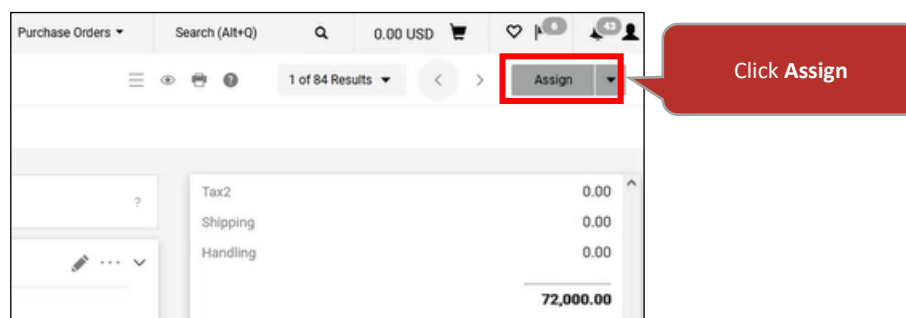 Purchase Orders Search (Alt+Q) 0.00 USD 6 43
1 of 84 Results Assign
Click Assign
?
Tax2 0.00
Shipping 0.00
Handling 0.00
72,000.00